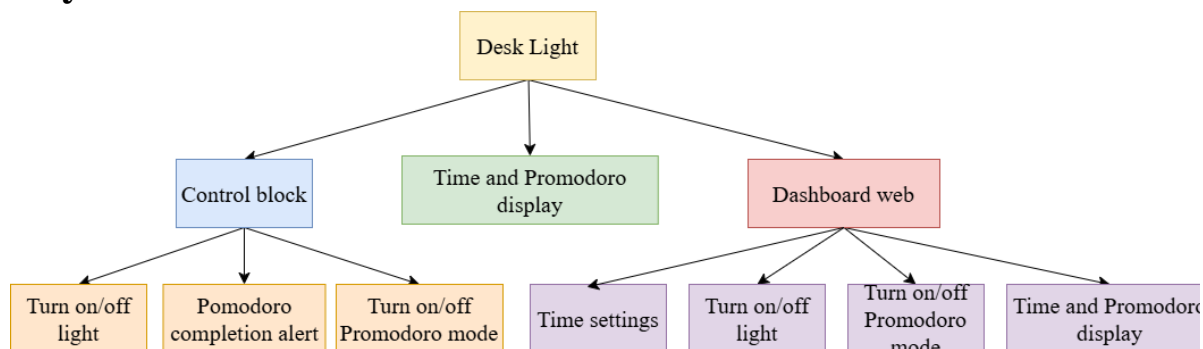 Desk Light
Control block
Time and Promodoro
display
Dashboard web
Turn on/off
light
Pomodoro
completion alert
Turn on/off
Promodoro mode
Time settings
Turn on/off
light
Turn on/off
Promodoro
mode
Time and Promodoro
display